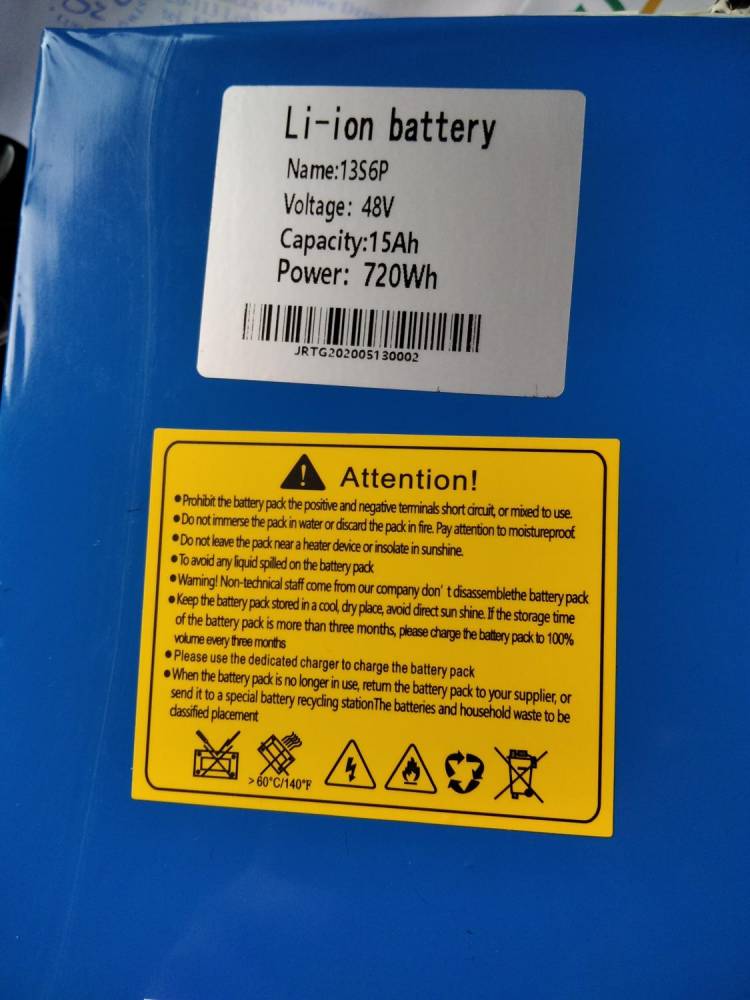 Li-ion battery
Name:13S6P
Voltage: 48V
Capacity:15Ah
Power: 720Wh
JRTG202005130002
Attention!
•Prohibit the battery pack the positive and negative terminals short circuit, or mixed to use.
•Do not immerse the pack in water or discard the pack in fire. Pay attention to moistureproof.
•Do not leave the pack near a heater device or insolate in sunshine.
•To avoid any liquid spilled on the battery pack
•Warning! Non-technical staff come from our company don't disassemblethe battery pack
•Keep the battery pack stored in a cool, dry place, avoid direct sun shine. If the storage time
of the battery pack is more than three months, please charge the battery pack to 100%
volume every three months
•Please use the dedicated charger to charge the battery pack
•When the battery pack is no longer in use, return the battery pack to your supplier, or
send it to a special battery recycling stationThe batteries and household waste to be
classified placement
>60°C/140°F